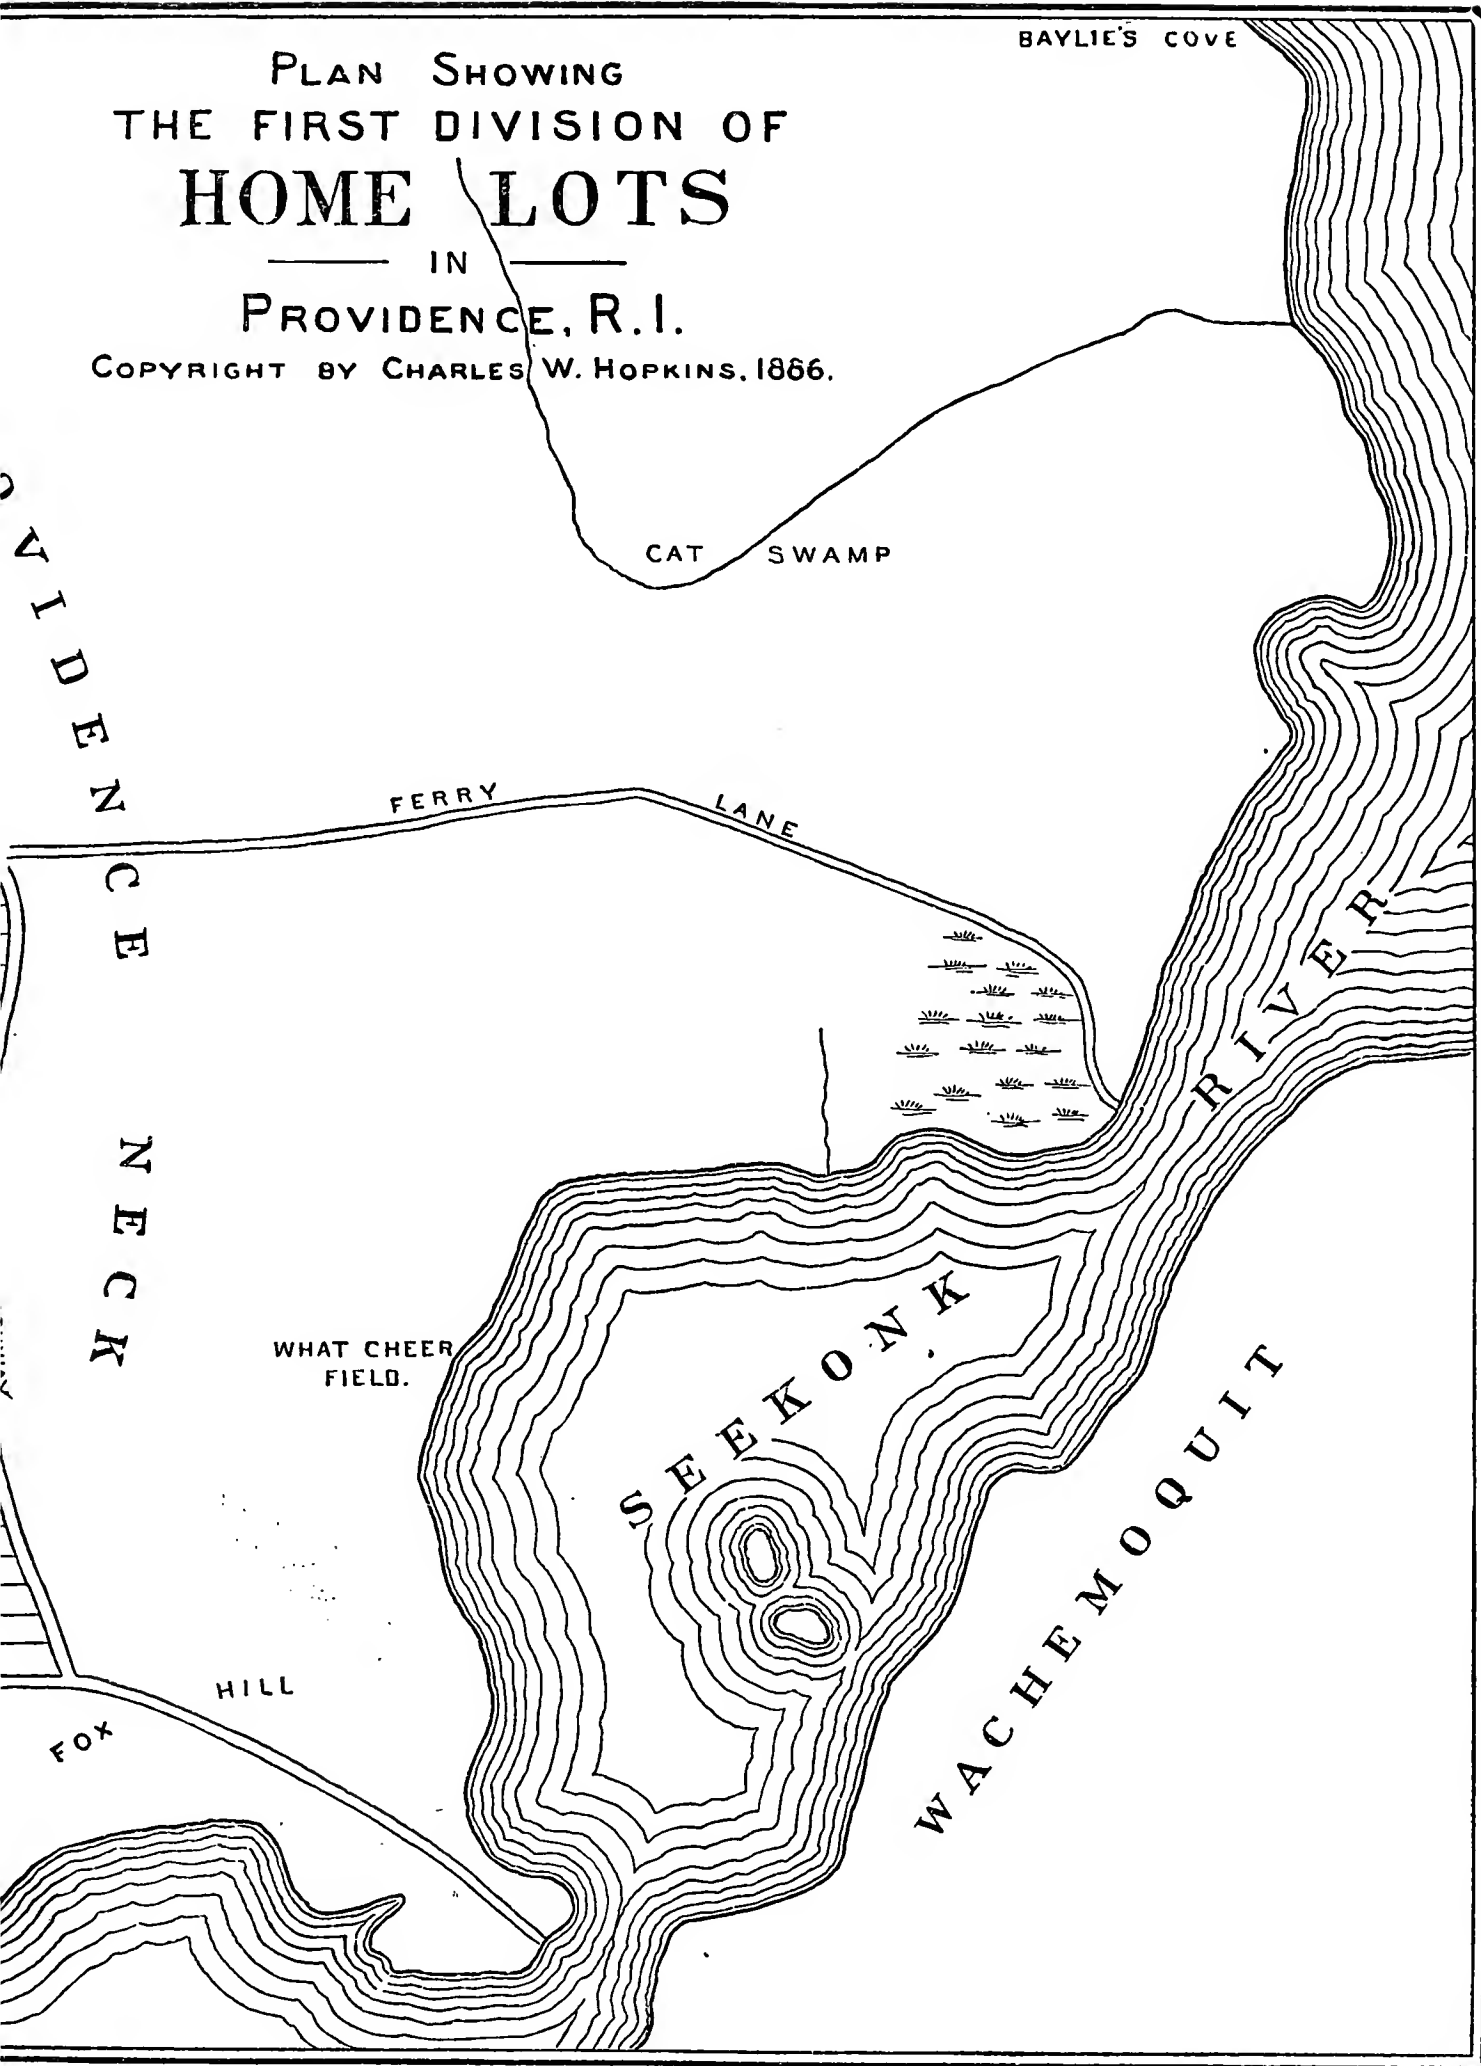 BAYLIE'S COVE
PLAN SHOWING
THE FIRST DIVISION OF
HOME LOTS
IN
PROVIDENCE, R.I.
COPYRIGHT BY CHARLES W. HOPKINS, 1886.
CAT SWAMP
OVIDENCE NECK
FERRY LANE
SEEKONK RIVER
WHAT CHEER
FIELD.
WACHEMOQUIT
FOX HILL